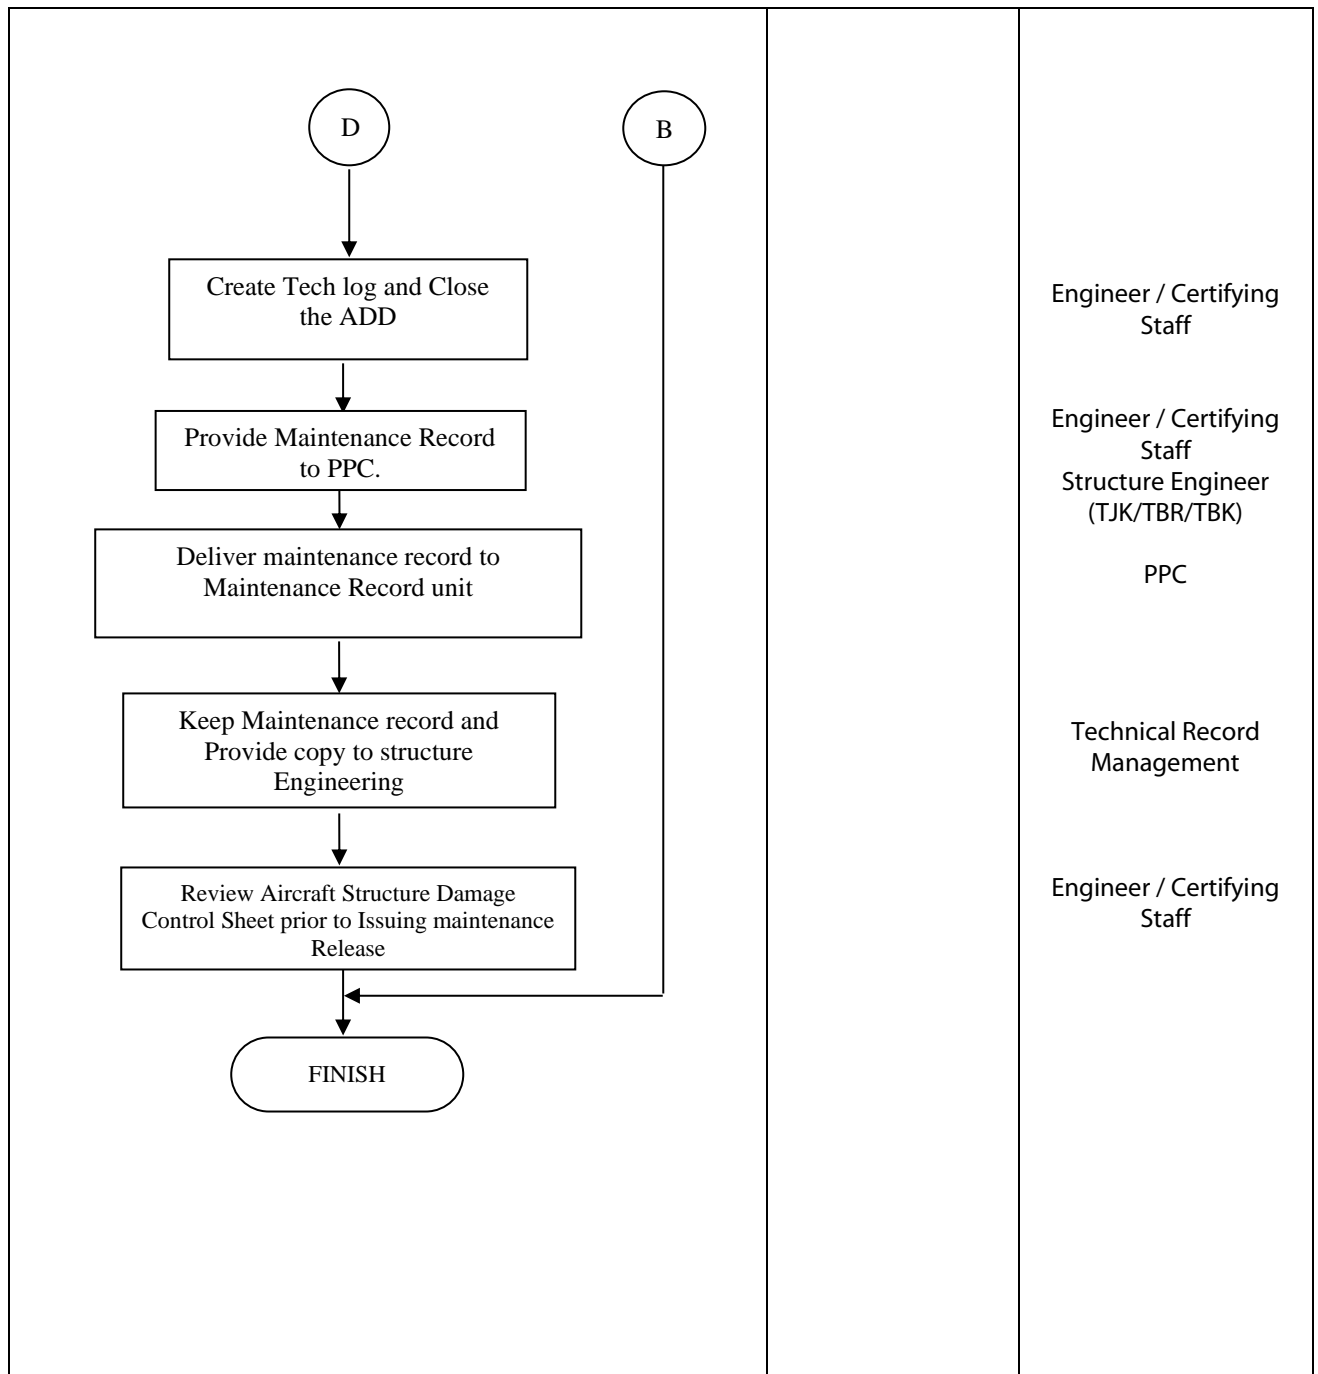 D
B
Create Tech log and Close
the ADD
Engineer / Certifying
Staff
Provide Maintenance Record
to PPC.
Engineer / Certifying
Staff
Structure Engineer
(TJK/TBR/TBK)
Deliver maintenance record to
Maintenance Record unit
PPC
Keep Maintenance record and
Provide copy to structure
Engineering
Technical Record
Management
Review Aircraft Structure Damage
Control Sheet prior to Issuing maintenance
Release
Engineer / Certifying
Staff
FINISH